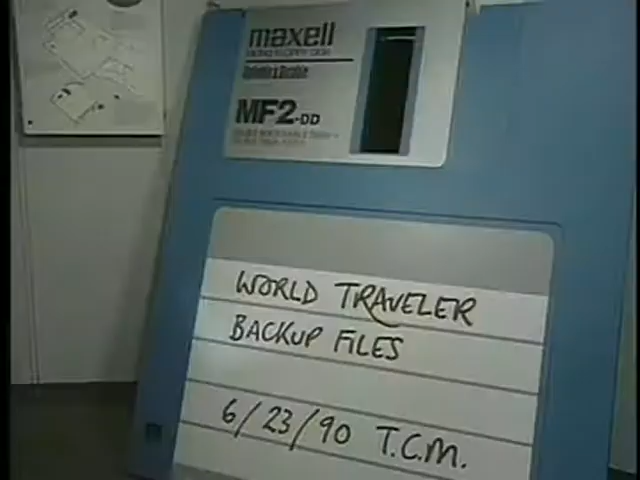 maxell
MF2-DD
WORLD TRAVELER
BACKUP FILES
6/23/90 T.C.M.